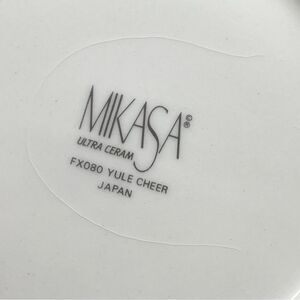 MIKASA©®
ULTRA CERAM
FX080 YULE CHEER
JAPAN